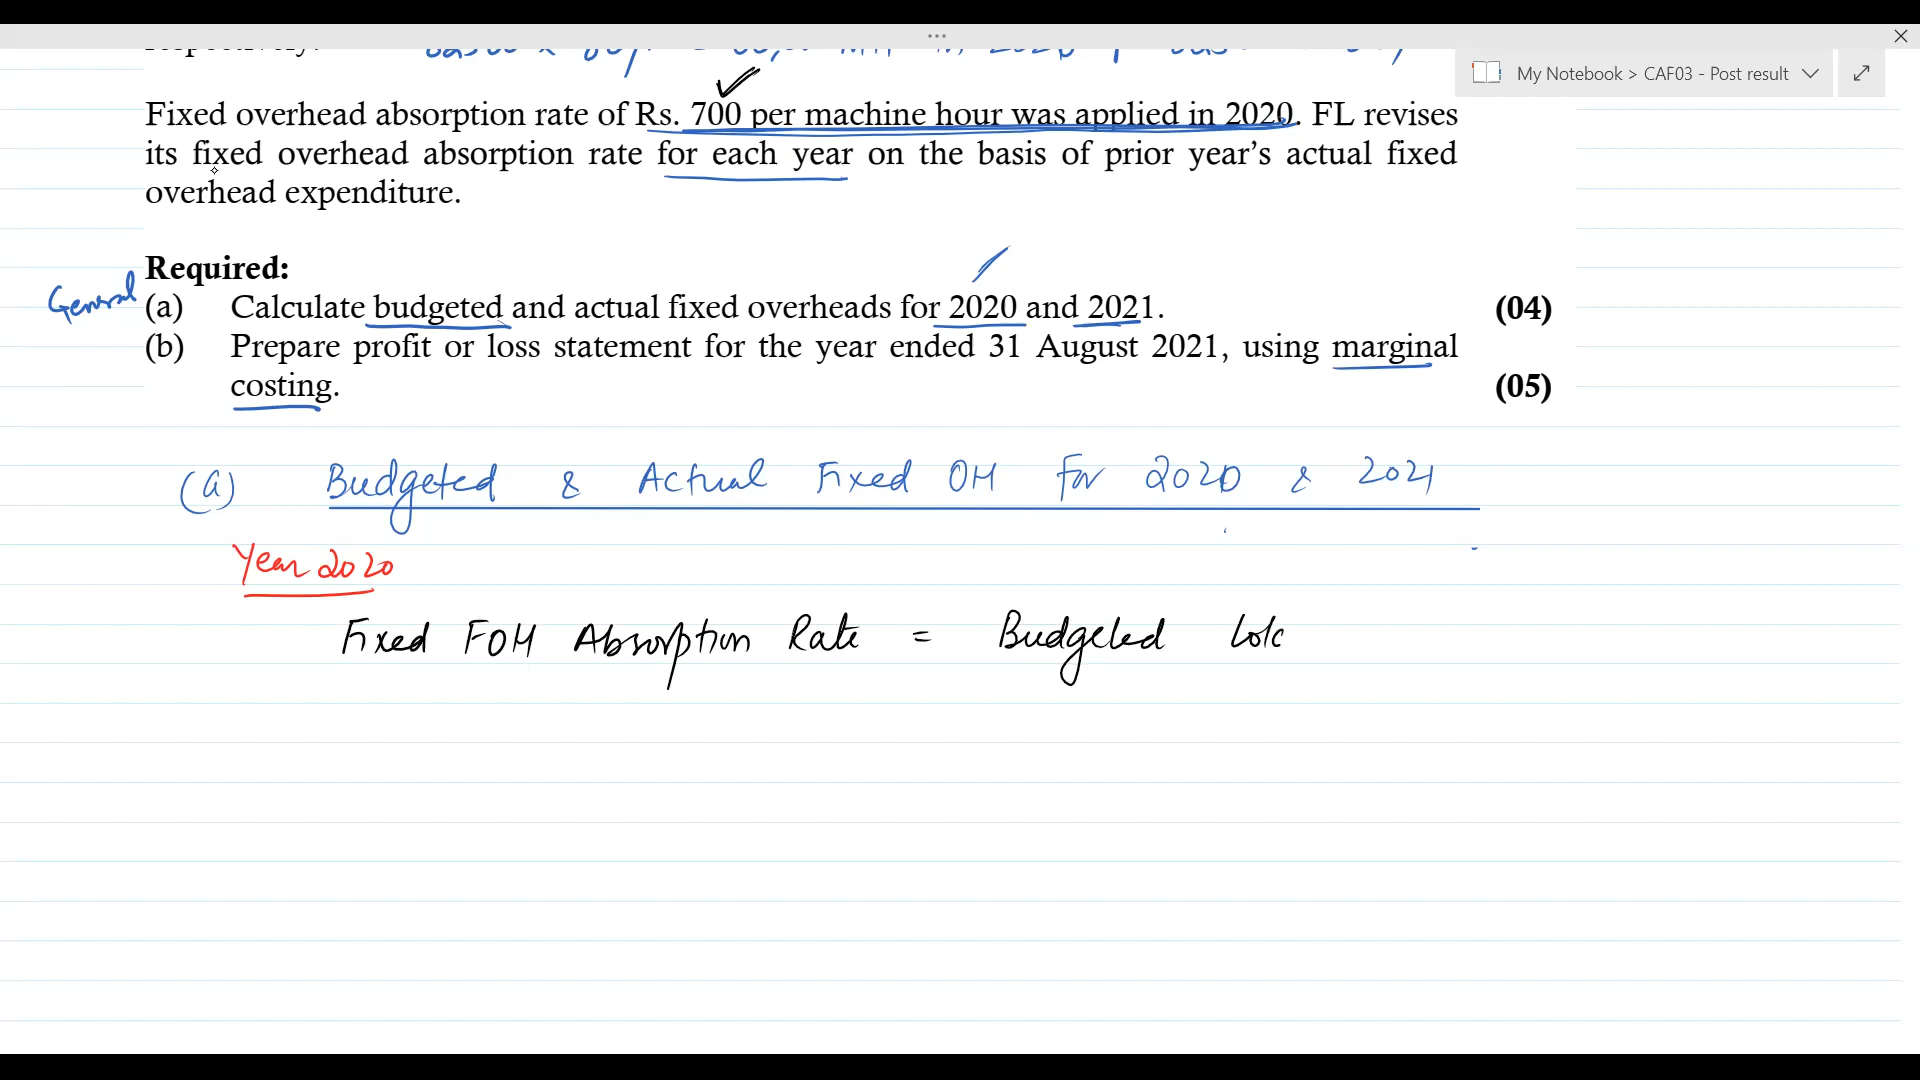 My Notebook > CAF03 - Post result
Fixed overhead absorption rate of Rs. 700 per machine hour was applied in 2020. FL revises
its fixed overhead absorption rate for each year on the basis of prior year's actual fixed
overhead expenditure.
Required:
General
(a) Calculate budgeted and actual fixed overheads for 2020 and 2021. (04)
(b) Prepare profit or loss statement for the year ended 31 August 2021, using marginal
costing. (05)
(a) Budgeted & Actual Fixed OH for 2020 & 2021
Year 2020
Fixed FOH Absorption Rate = Budgeted